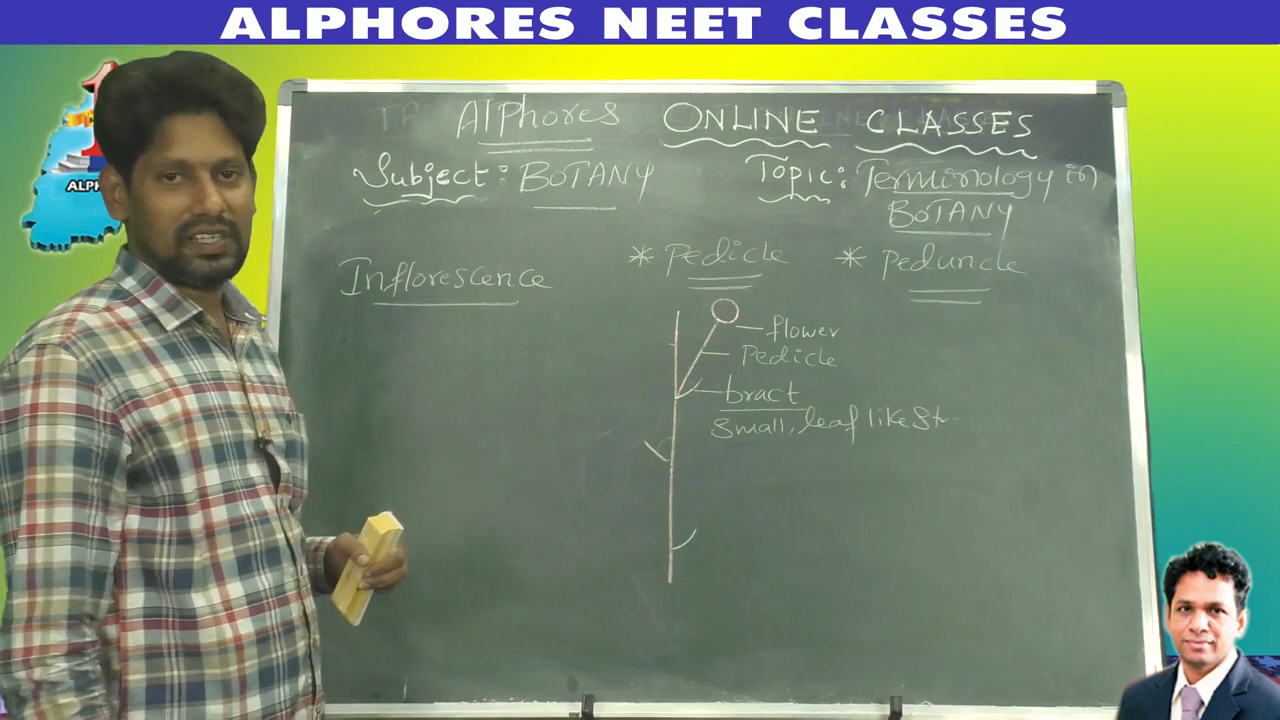 ALPHORES NEET CLASSES
ALPH
Alphores ONLINE CLASSES
Subject: BOTANY Topic: Terminology in
BOTANY
Inflorescence * Pedicle * Peduncle
flower
Pedicle
bract
Small, leaf like St.